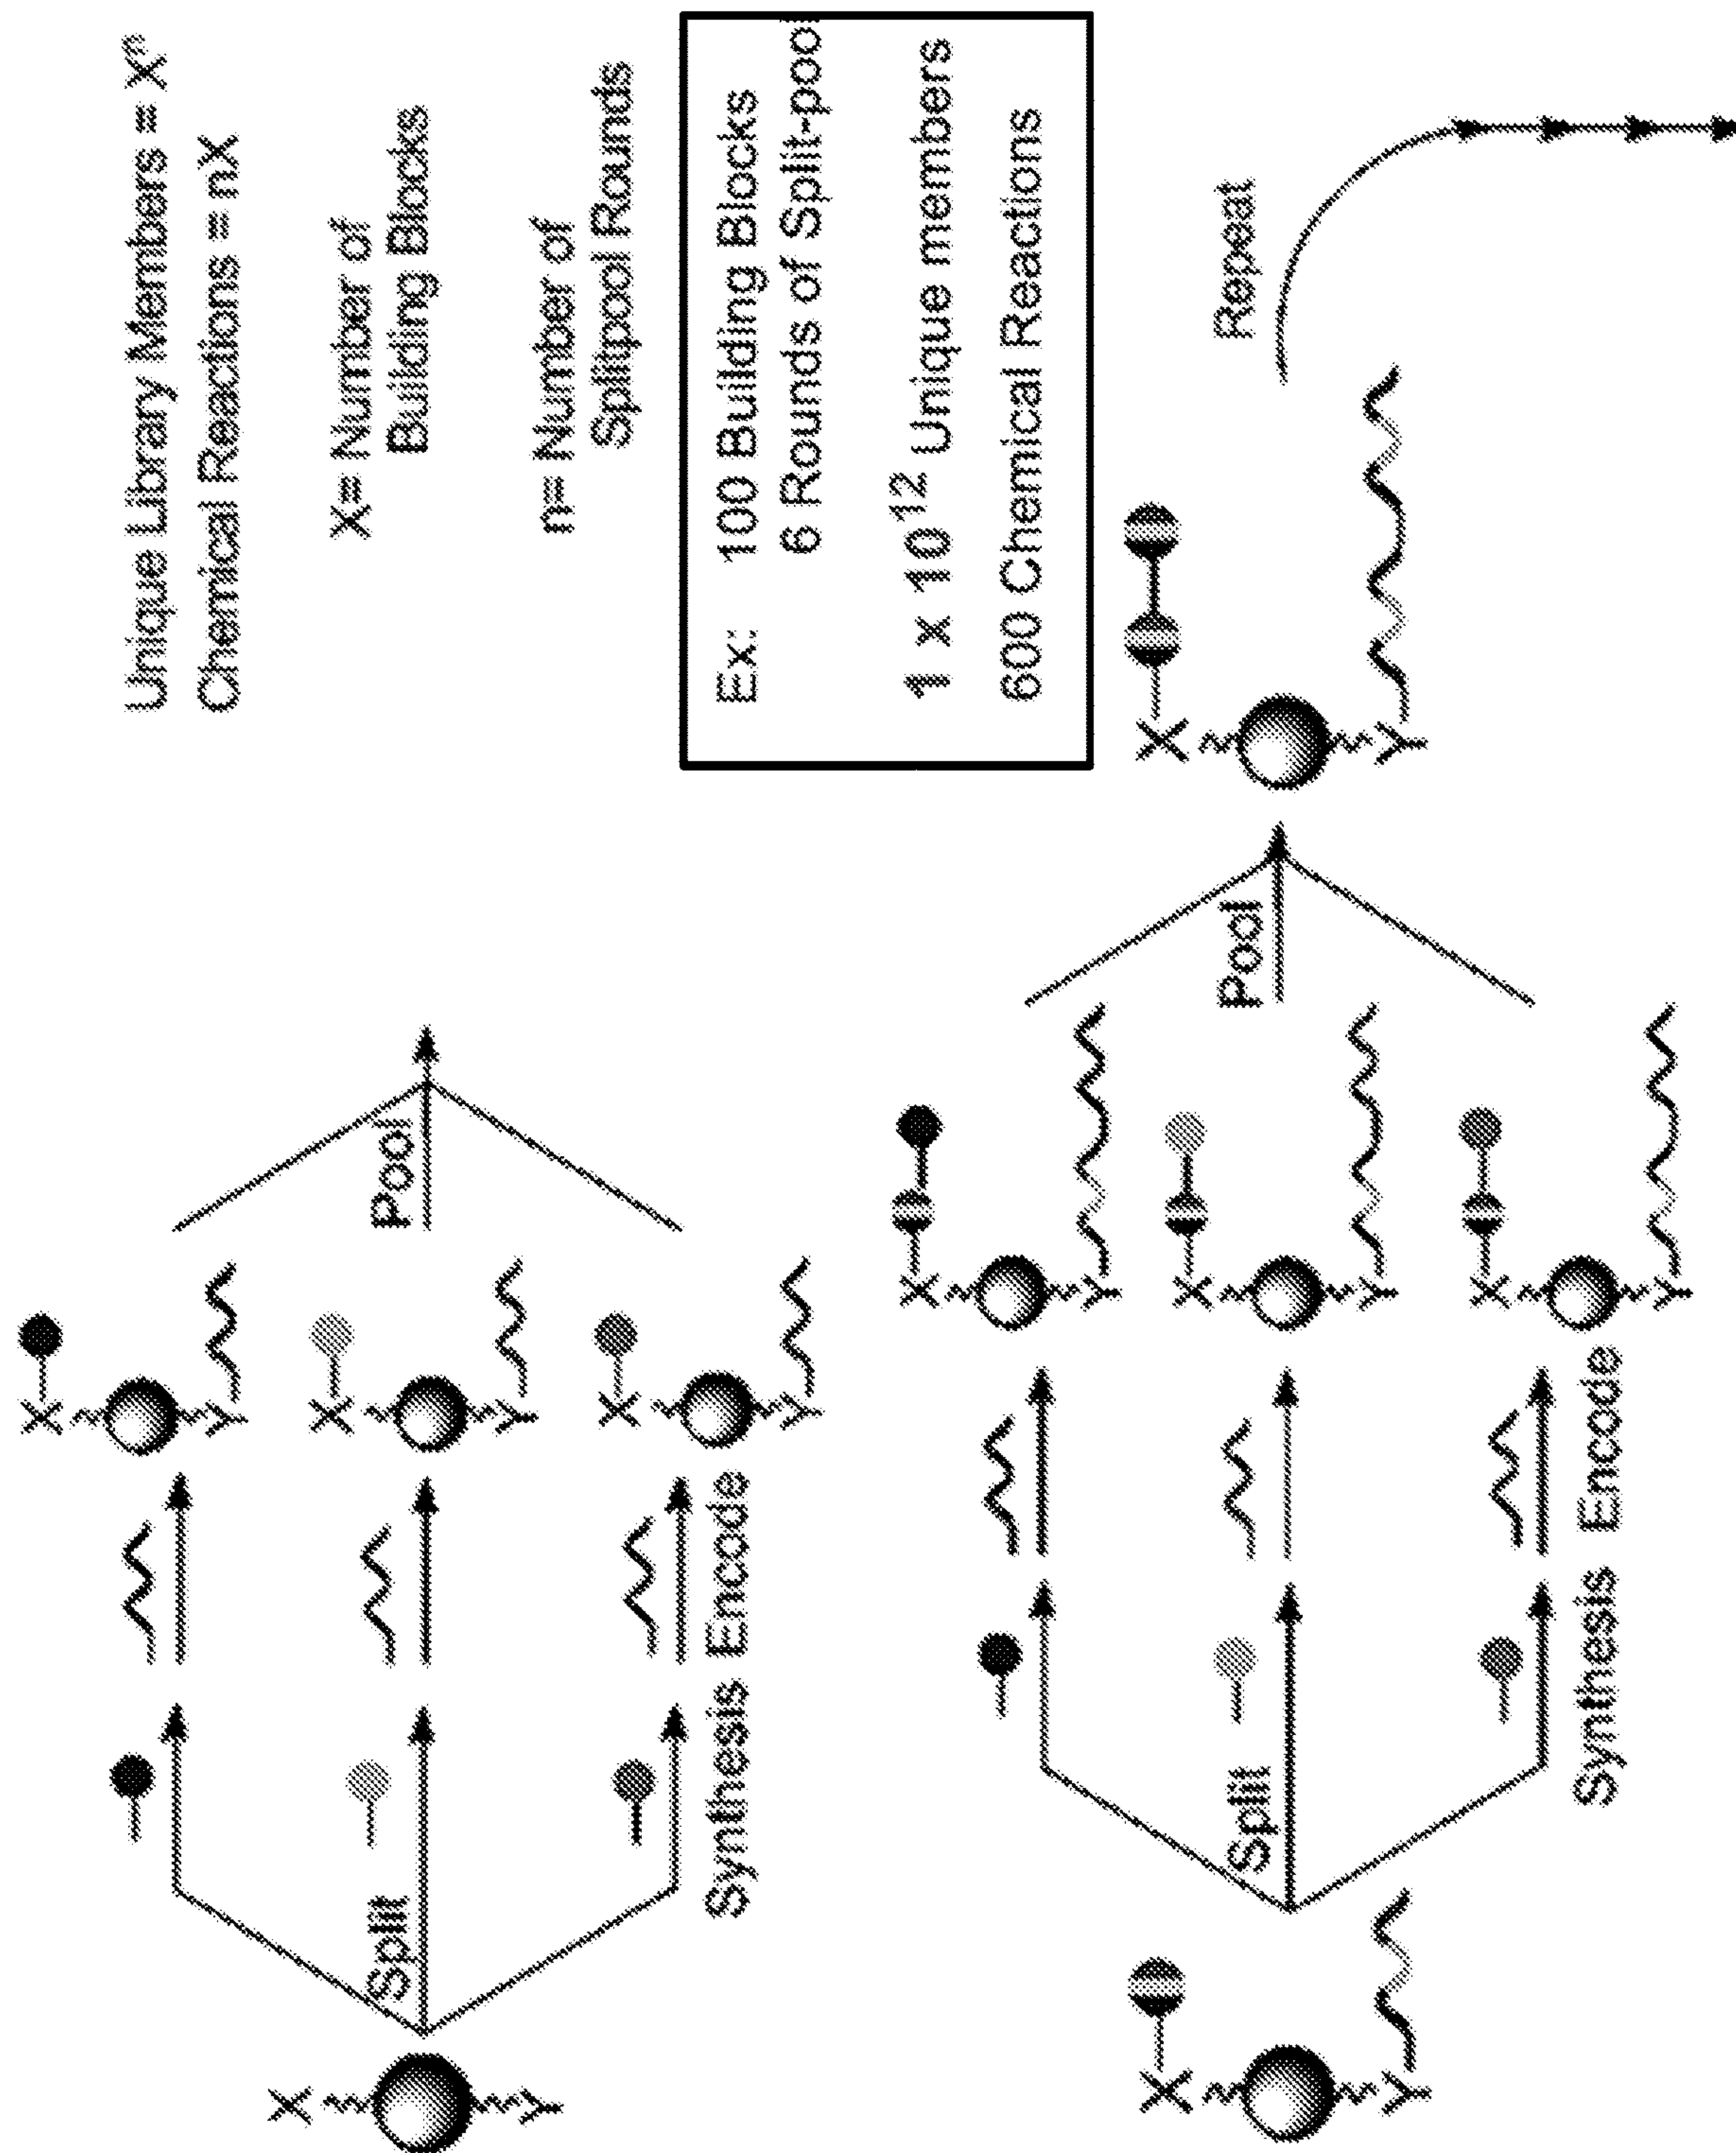 X
Y
Split
Synthesis Encode
X
Y
X
Y
X
Y
Pool
Unique Library Members = Xⁿ
Chemical Reactions = nX
X= Number of
Building Blocks
n= Number of
Splitpool Rounds
Ex: 100 Building Blocks
6 Rounds of Split-pool
1 x 10¹² Unique members
600 Chemical Reactions
X
Y
Split
Synthesis Encode
X
Y
X
Y
X
Y
Pool
X
Y
Repeat